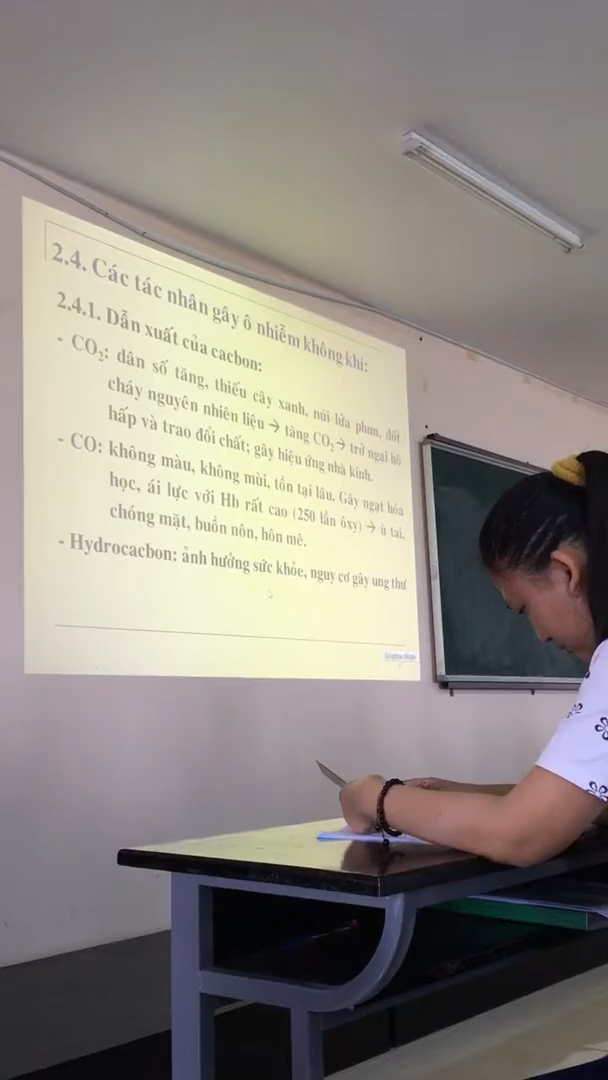 2.4. Các tác nhân gây ô nhiễm không khí:
2.4.1. Dẫn xuất của cacbon:
- CO₂: dân số tăng, thiếu cây xanh, núi lửa phun, đốt
cháy nguyên nhiên liệu → tăng CO₂ → trở ngại hô
hấp và trao đổi chất; gây hiệu ứng nhà kính.
- CO: không màu, không mùi, tồn tại lâu. Gây ngạt hóa
học, ái lực với Hb rất cao (250 lần ôxy) → ù tai,
chóng mặt, buồn nôn, hôn mê.
- Hydrocacbon: ảnh hưởng sức khỏe, nguy cơ gây ung thư